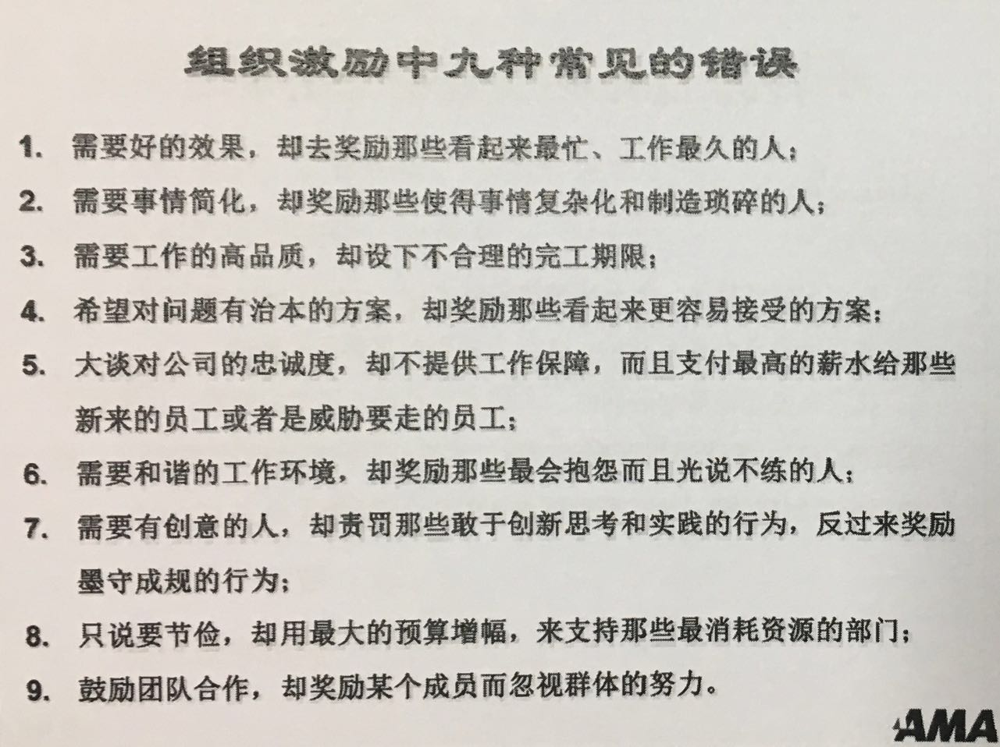 组织激励中九种常见的错误
1. 需要好的效果，却去奖励那些看起来最忙、工作最久的人；
2. 需要事情简化，却奖励那些使得事情复杂化和制造琐碎的人；
3. 需要工作的高品质，却设下不合理的完工期限；
4. 希望对问题有治本的方案，却奖励那些看起来更容易接受的方案；
5. 大谈对公司的忠诚度，却不提供工作保障，而且支付最高的薪水给那些
新来的员工或者是威胁要走的员工；
6. 需要和谐的工作环境，却奖励那些最会抱怨而且光说不练的人；
7. 需要有创意的人，却责罚那些敢于创新思考和实践的行为，反过来奖励
墨守成规的行为；
8. 只说要节俭，却用最大的预算增幅，来支持那些最消耗资源的部门；
9. 鼓励团队合作，却奖励某个成员而忽视群体的努力。
AMA